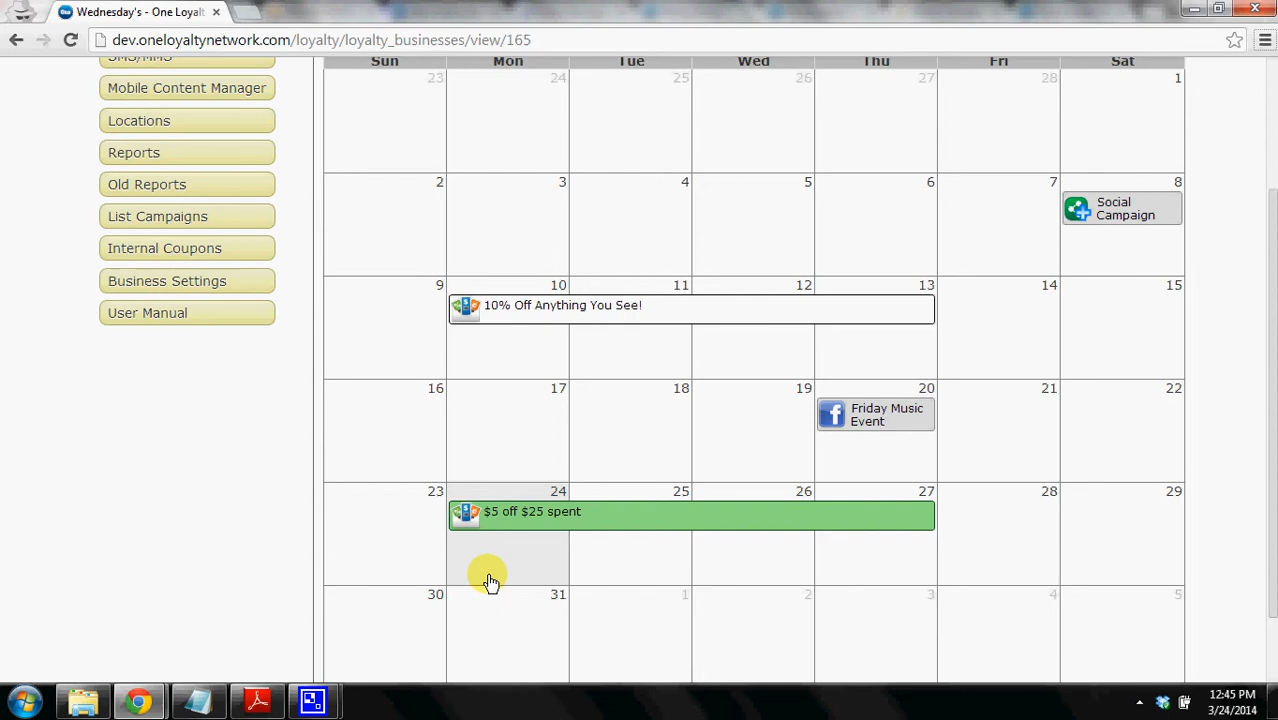 Wednesday's - One Loyalt
dev.oneloyaltynetwork.com/loyalty/loyalty_businesses/view/165
SMS/MMS
Mobile Content Manager
Locations
Reports
Old Reports
List Campaigns
Internal Coupons
Business Settings
User Manual
Sun Mon Tue Wed Thu Fri Sat
23 24 25 26 27 28 1
2 3 4 5 6 7 8
Social
Campaign
9 10 11 12 13 14 15
10% Off Anything You See!
16 17 18 19 20 21 22
Friday Music
Event
23 24 25 26 27 28 29
$5 off $25 spent
30 31 1 2 3 4 5
12:45 PM
3/24/2014